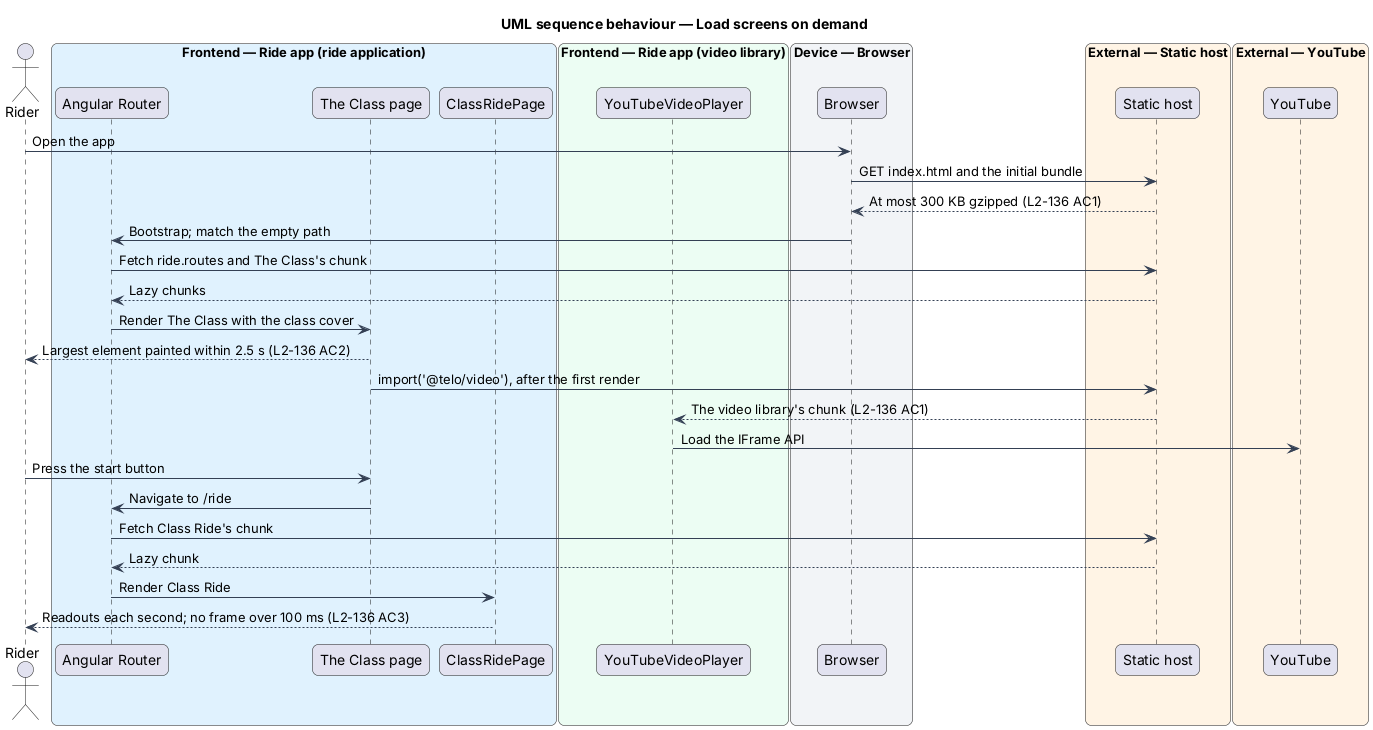 UML sequence behaviour — Load screens on demand
Frontend — Ride app (ride application)
Frontend — Ride app (video library)
Device — Browser
External — Static host
External — YouTube
Rider
Angular Router
The Class page
ClassRidePage
YouTubeVideoPlayer
Browser
Static host
YouTube
Open the app
GET index.html and the initial bundle
At most 300 KB gzipped (L2-136 AC1)
Bootstrap; match the empty path
Fetch ride.routes and The Class's chunk
Lazy chunks
Render The Class with the class cover
Largest element painted within 2.5 s (L2-136 AC2)
import('@telo/video'), after the first render
The video library's chunk (L2-136 AC1)
Load the IFrame API
Press the start button
Navigate to /ride
Fetch Class Ride's chunk
Lazy chunk
Render Class Ride
Readouts each second; no frame over 100 ms (L2-136 AC3)
Rider
Angular Router
The Class page
ClassRidePage
YouTubeVideoPlayer
Browser
Static host
YouTube